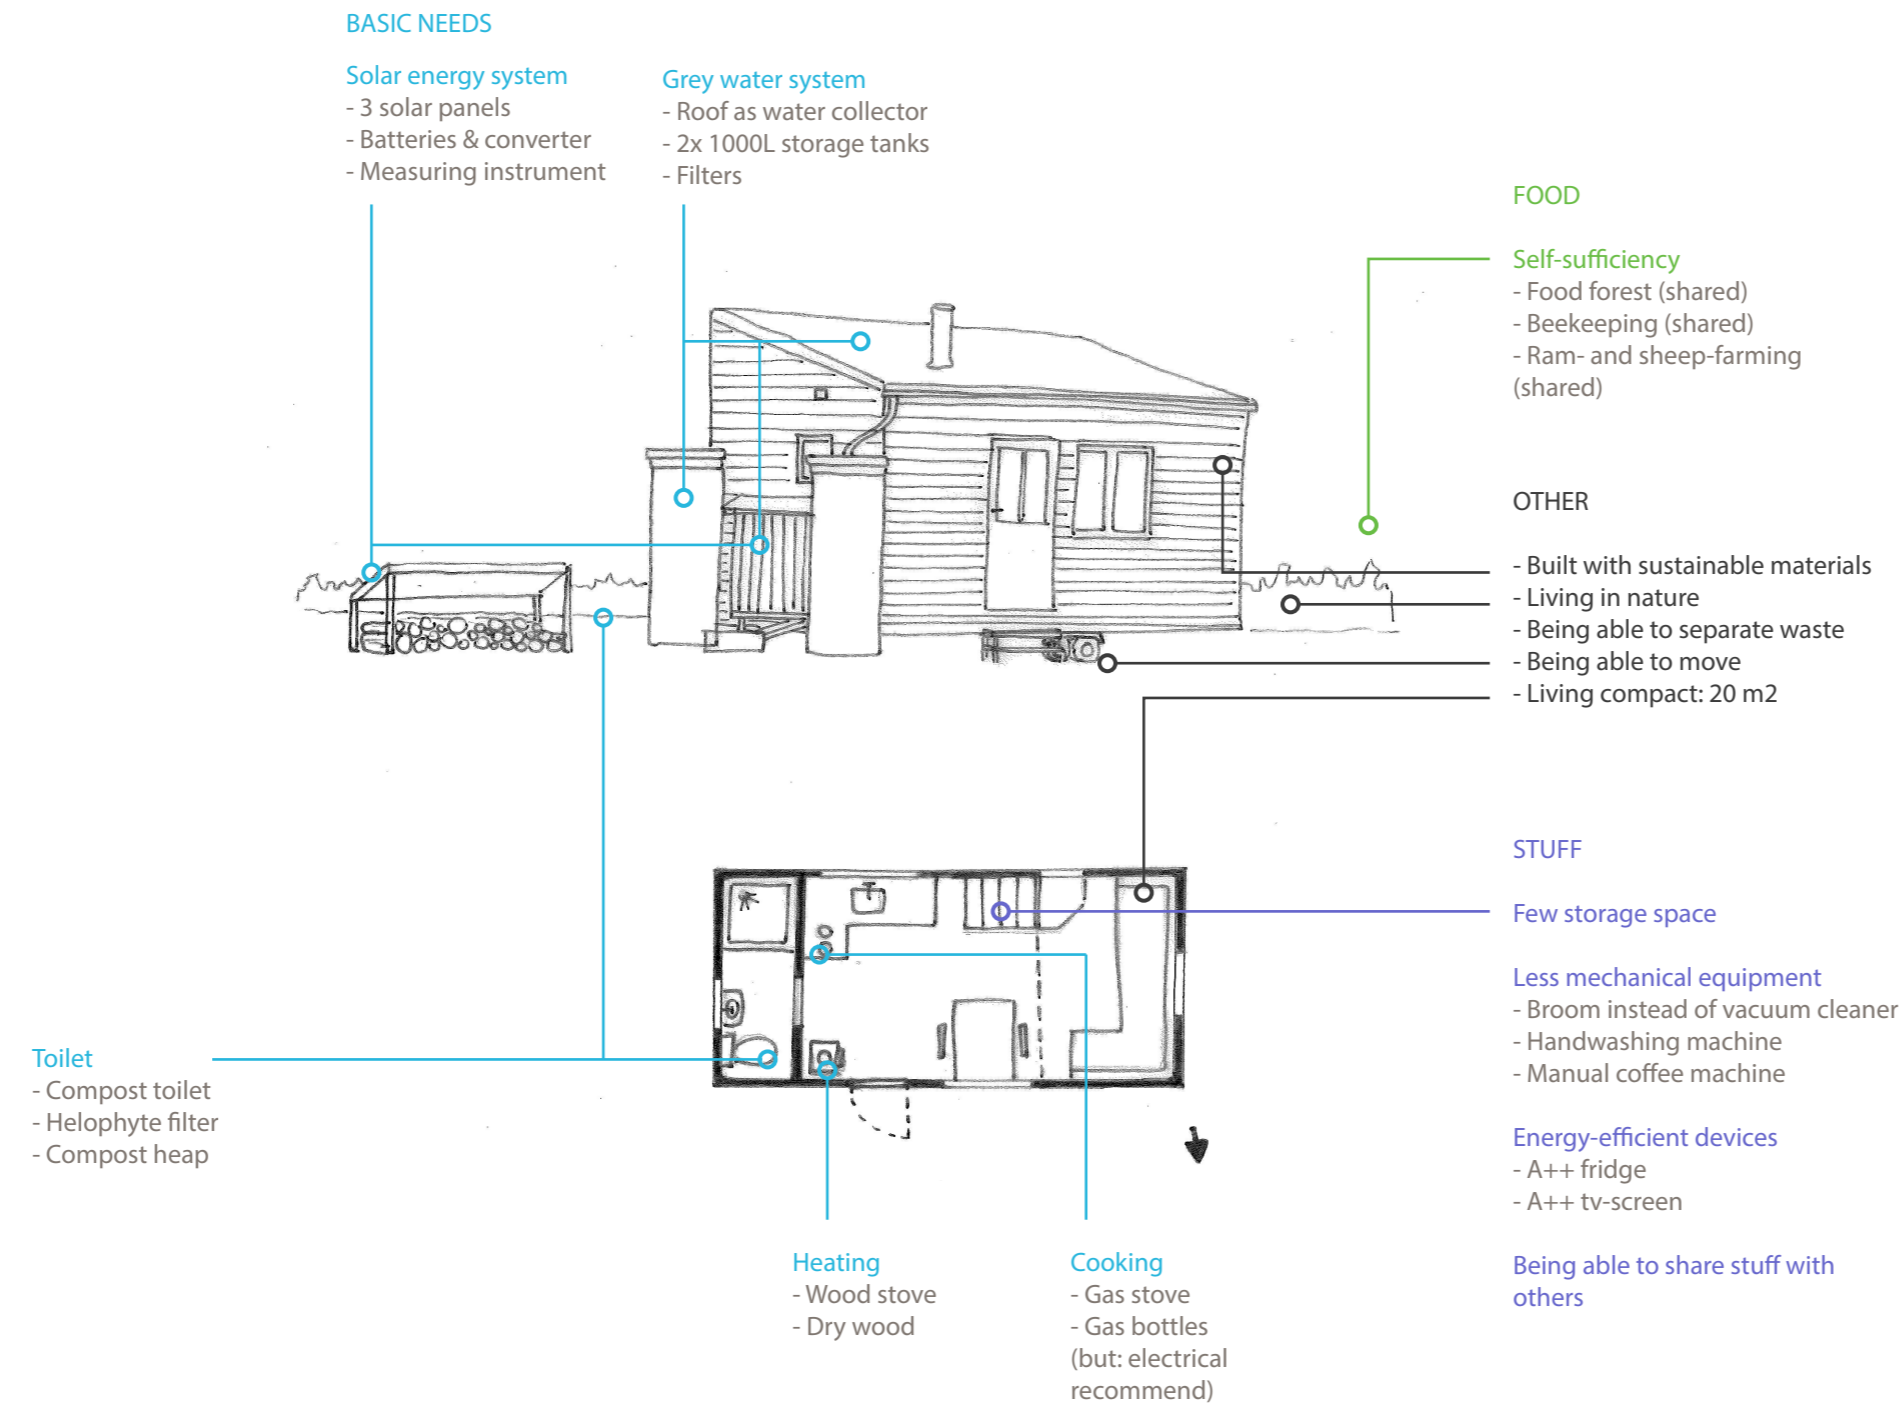 BASIC NEEDS
Solar energy system
- 3 solar panels
- Batteries & converter
- Measuring instrument
Grey water system
- Roof as water collector
- 2x 1000L storage tanks
- Filters
FOOD
Self-sufficiency
- Food forest (shared)
- Beekeeping (shared)
- Ram- and sheep-farming
(shared)
OTHER
- Built with sustainable materials
- Living in nature
- Being able to separate waste
- Being able to move
- Living compact: 20 m2
STUFF
Few storage space
Less mechanical equipment
- Broom instead of vacuum cleaner
- Handwashing machine
- Manual coffee machine
Energy-efficient devices
- A++ fridge
- A++ tv-screen
Being able to share stuff with
others
Toilet
- Compost toilet
- Helophyte filter
- Compost heap
Heating
- Wood stove
- Dry wood
Cooking
- Gas stove
- Gas bottles
(but: electrical
recommend)